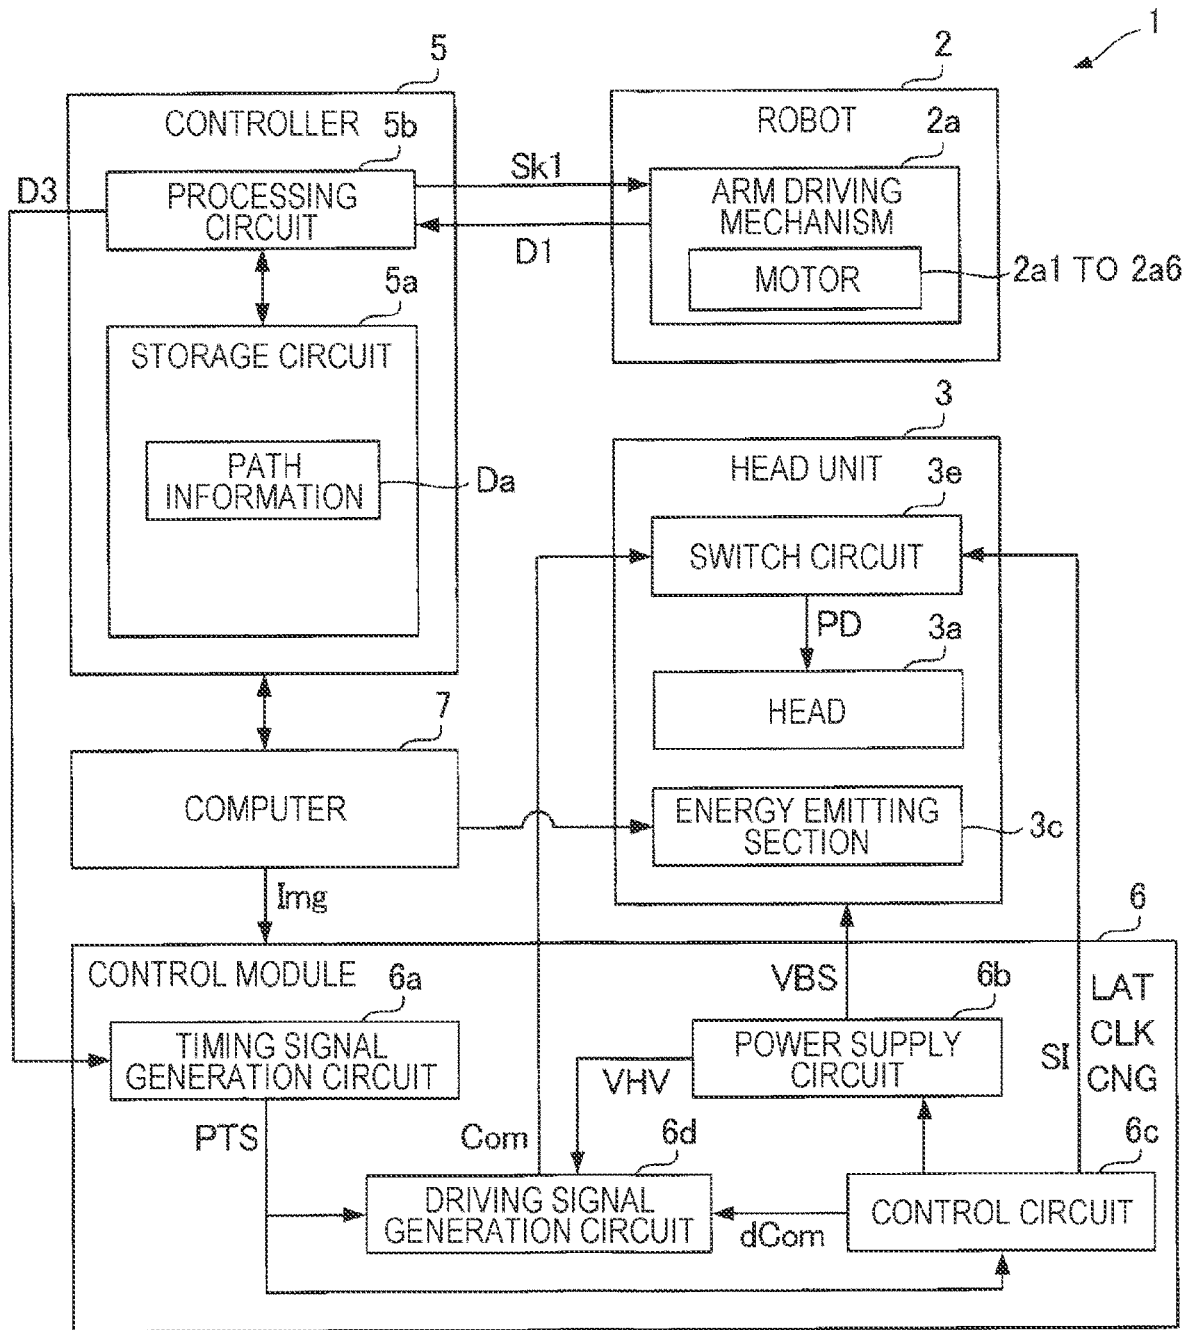 1
5
CONTROLLER
5b
PROCESSING
CIRCUIT
D3
Sk1
D1
2
ROBOT
2a
ARM DRIVING
MECHANISM
MOTOR
2a1 TO 2a6
5a
STORAGE CIRCUIT
PATH
INFORMATION
Da
3
HEAD UNIT
3e
SWITCH CIRCUIT
PD
3a
HEAD
ENERGY EMITTING
SECTION
3c
7
COMPUTER
Img
6
CONTROL MODULE
6a
TIMING SIGNAL
GENERATION CIRCUIT
PTS
Com
VBS
6b
POWER SUPPLY
CIRCUIT
VHV
SI
LAT
CLK
CNG
6d
DRIVING SIGNAL
GENERATION CIRCUIT
dCom
6c
CONTROL CIRCUIT